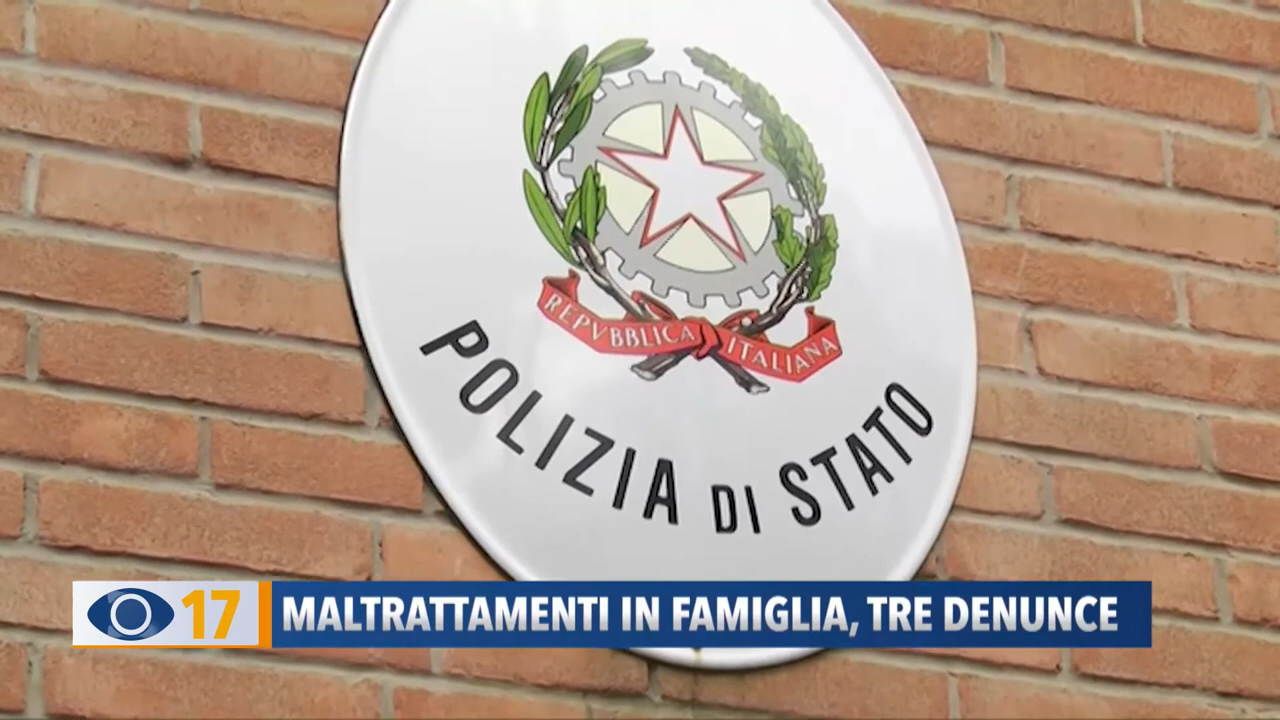 REPVBBLICA ITALIANA
POLIZIA DI STATO
17 MALTRATTAMENTI IN FAMIGLIA, TRE DENUNCE